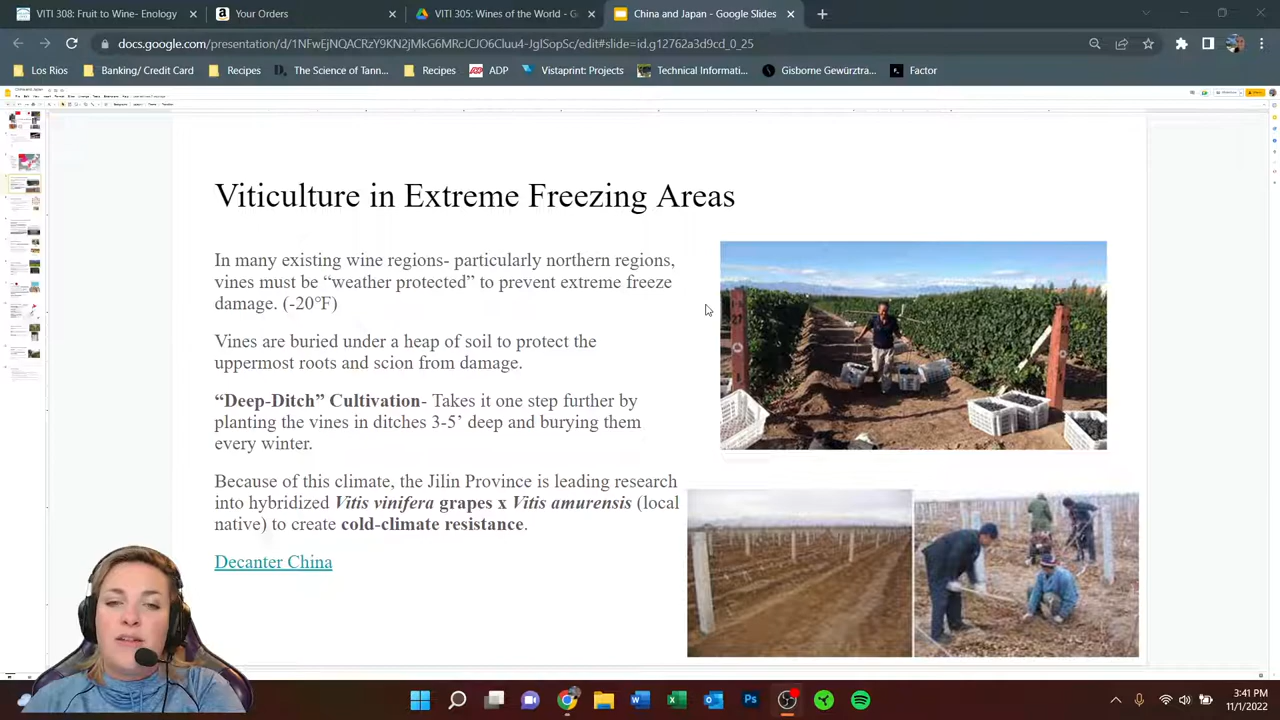 VITI 308: Fruit to Wine- Enology
Your Orders
VITI 505: Wines of the World - G
China and Japan - Google Slides
docs.google.com/presentation/d/1NFwEjNQACRzY9KN2jMkG6MRcJCJO6Cluu4-JgISopSc/edit#slide=id.g12762a3d9cd_0_25
Los Rios
Banking/ Credit Card
Recipes
The Science of Tann...
Recipes
ADP
Viewpoint: Projects
Technical Informati...
Gisborne Gewürztra...
Factor
Viticulture in Extreme Freezing Areas
In many existing wine regions, particularly northern regions,
vines must be “weather protected” to prevent extreme freeze
damage. (-20°F)
Vines are buried under a heap of soil to protect the
uppermost roots and scion from damage.
“Deep-Ditch” Cultivation- Takes it one step further by
planting the vines in ditches 3-5’ deep and burying them
every winter.
Because of this climate, the Jilin Province is leading research
into hybridized Vitis vinifera grapes x Vitis amurensis (local
native) to create cold-climate resistance.
Decanter China
3:41 PM
11/1/2022